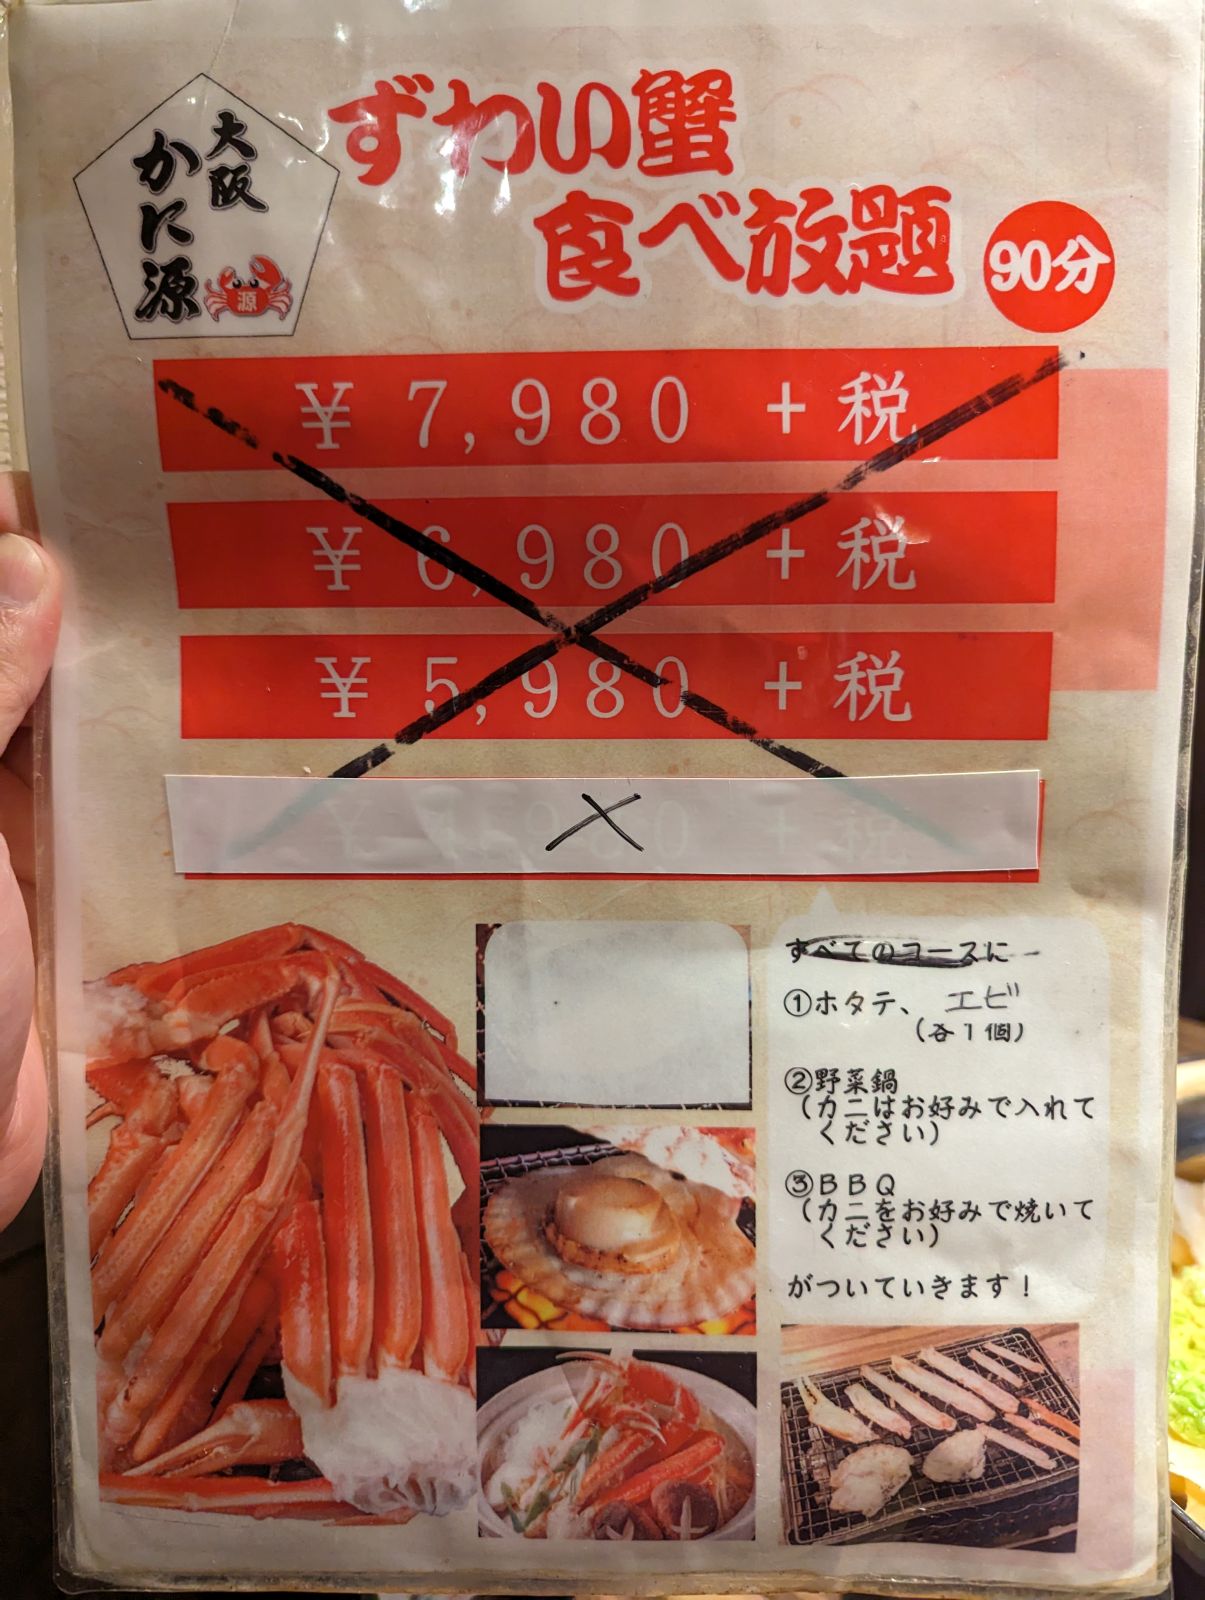 大阪
かに源
源
ずわい蟹
食べ放題
90分
¥ 7,980 +税
¥ 6,980 +税
¥ 5,980 +税
すべてのコースに
①ホタテ、エビ
(各1個)
②野菜鍋
(カニはお好みで入れて
ください)
③BBQ
(カニをお好みで焼いて
ください)
がついていきます!